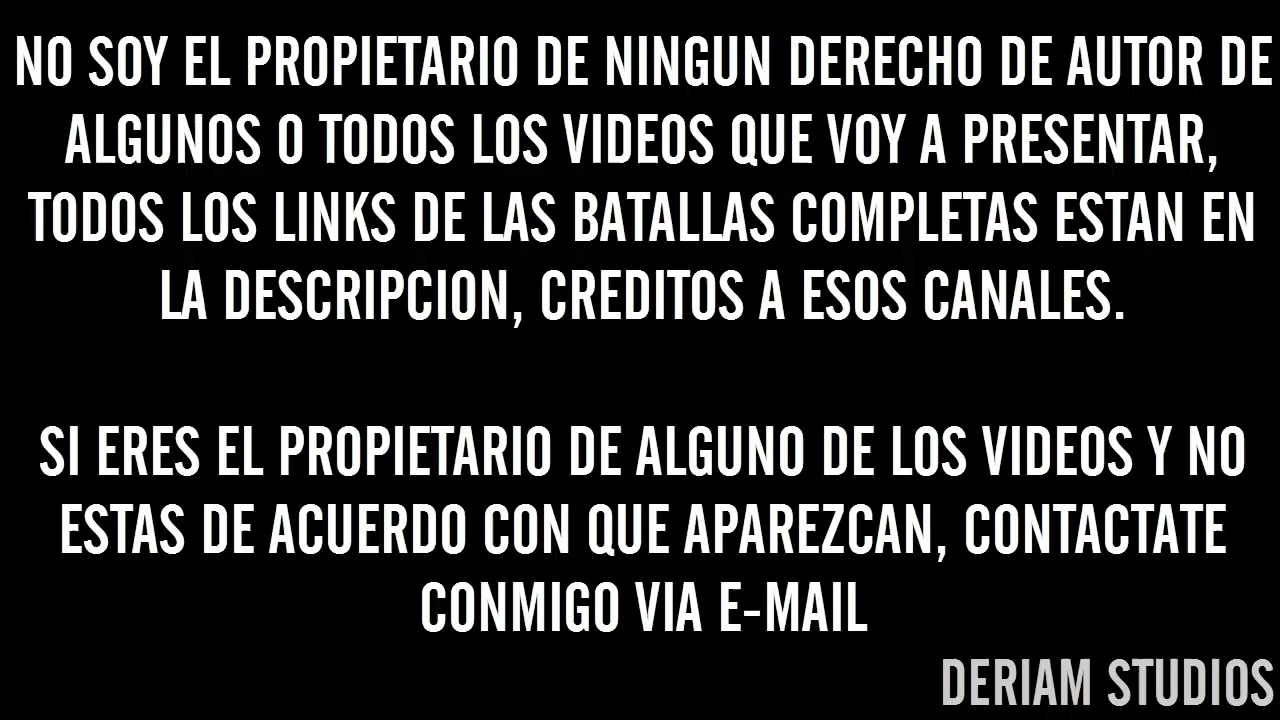 NO SOY EL PROPIETARIO DE NINGUN DERECHO DE AUTOR DE
ALGUNOS O TODOS LOS VIDEOS QUE VOY A PRESENTAR,
TODOS LOS LINKS DE LAS BATALLAS COMPLETAS ESTAN EN
LA DESCRIPCION, CREDITOS A ESOS CANALES.
SI ERES EL PROPIETARIO DE ALGUNO DE LOS VIDEOS Y NO
ESTAS DE ACUERDO CON QUE APAREZCAN, CONTACTATE
CONMIGO VIA E-MAIL
DERIAM STUDIOS